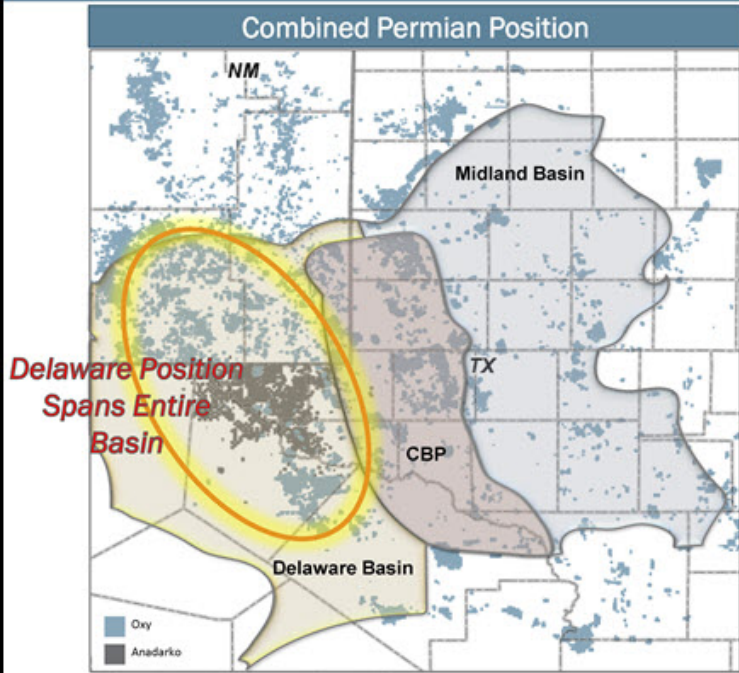 Combined Permian Position
NM
Midland Basin
Delaware Position
Spans Entire
Basin
TX
CBP
Delaware Basin
Oxy
Anadarko